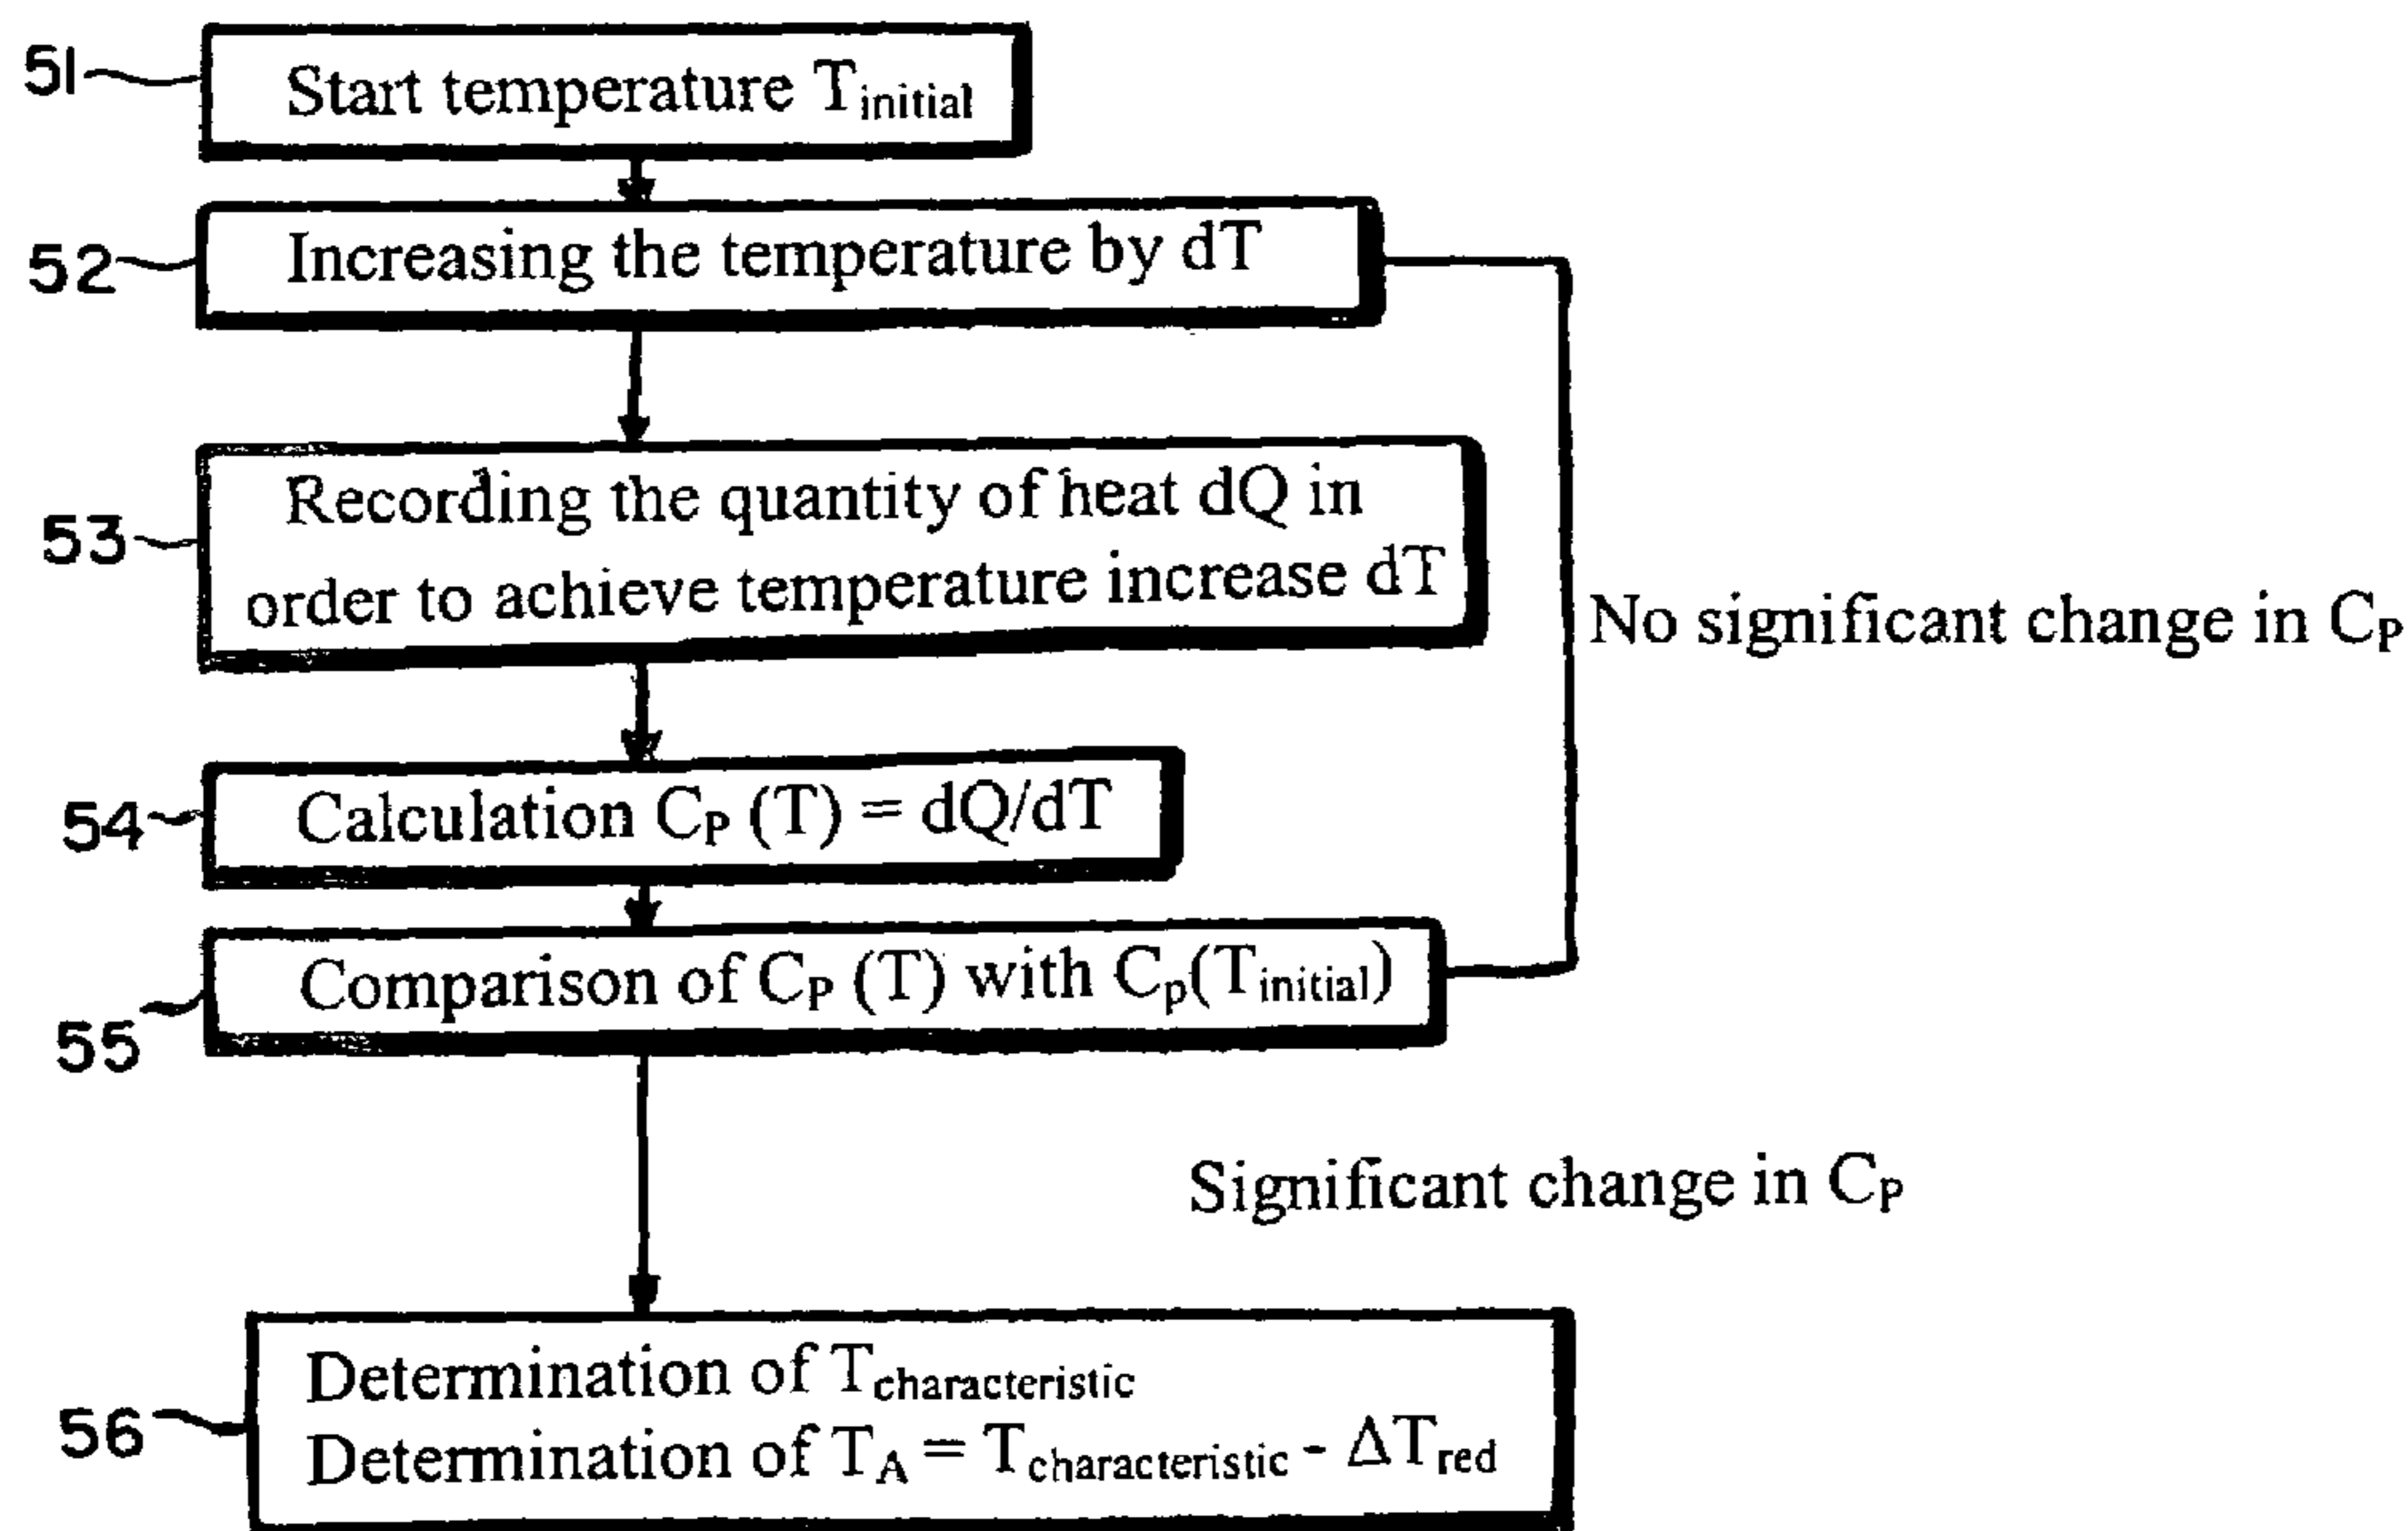 51
Start temperature T_initial
52
Increasing the temperature by dT
53
Recording the quantity of heat dQ in
order to achieve temperature increase dT
No significant change in C_P
54
Calculation C_P (T) = dQ/dT
55
Comparison of C_P (T) with C_p(T_initial)
Significant change in C_P
56
Determination of T_characteristic
Determination of T_A = T_characteristic - ΔT_red